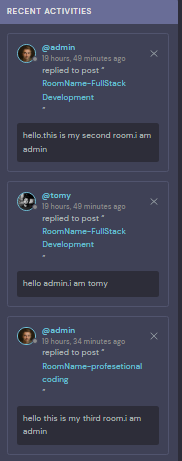 RECENT ACTIVITIES
@admin
19 hours, 49 minutes ago
replied to post "
RoomName-FullStack
Development
"
hello.this is my second room.i am
admin
@tomy
19 hours, 49 minutes ago
replied to post "
RoomName-FullStack
Development
"
hello admin.i am tomy
@admin
19 hours, 34 minutes ago
replied to post "
RoomName-profesetional
coding
"
hello this is my third room.i am
admin